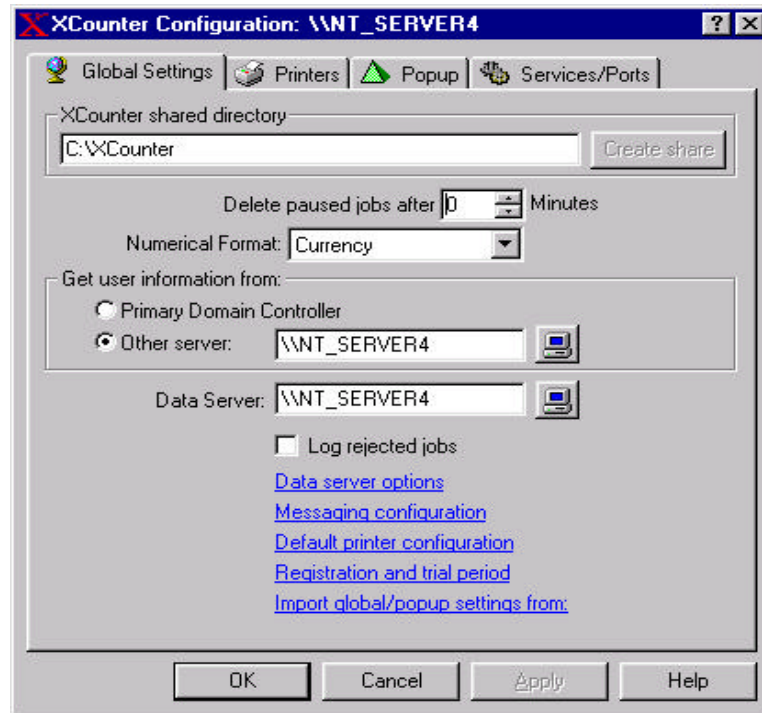 XCounter Configuration: \\NT_SERVER4
Global Settings Printers Popup Services/Ports
XCounter shared directory
C:\XCounter Create share
Delete paused jobs after 0 Minutes
Numerical Format: Currency
Get user information from:
Primary Domain Controller
Other server: \\NT_SERVER4
Data Server: \\NT_SERVER4
Log rejected jobs
Data server options
Messaging configuration
Default printer configuration
Registration and trial period
Import global/popup settings from:
OK Cancel Apply Help